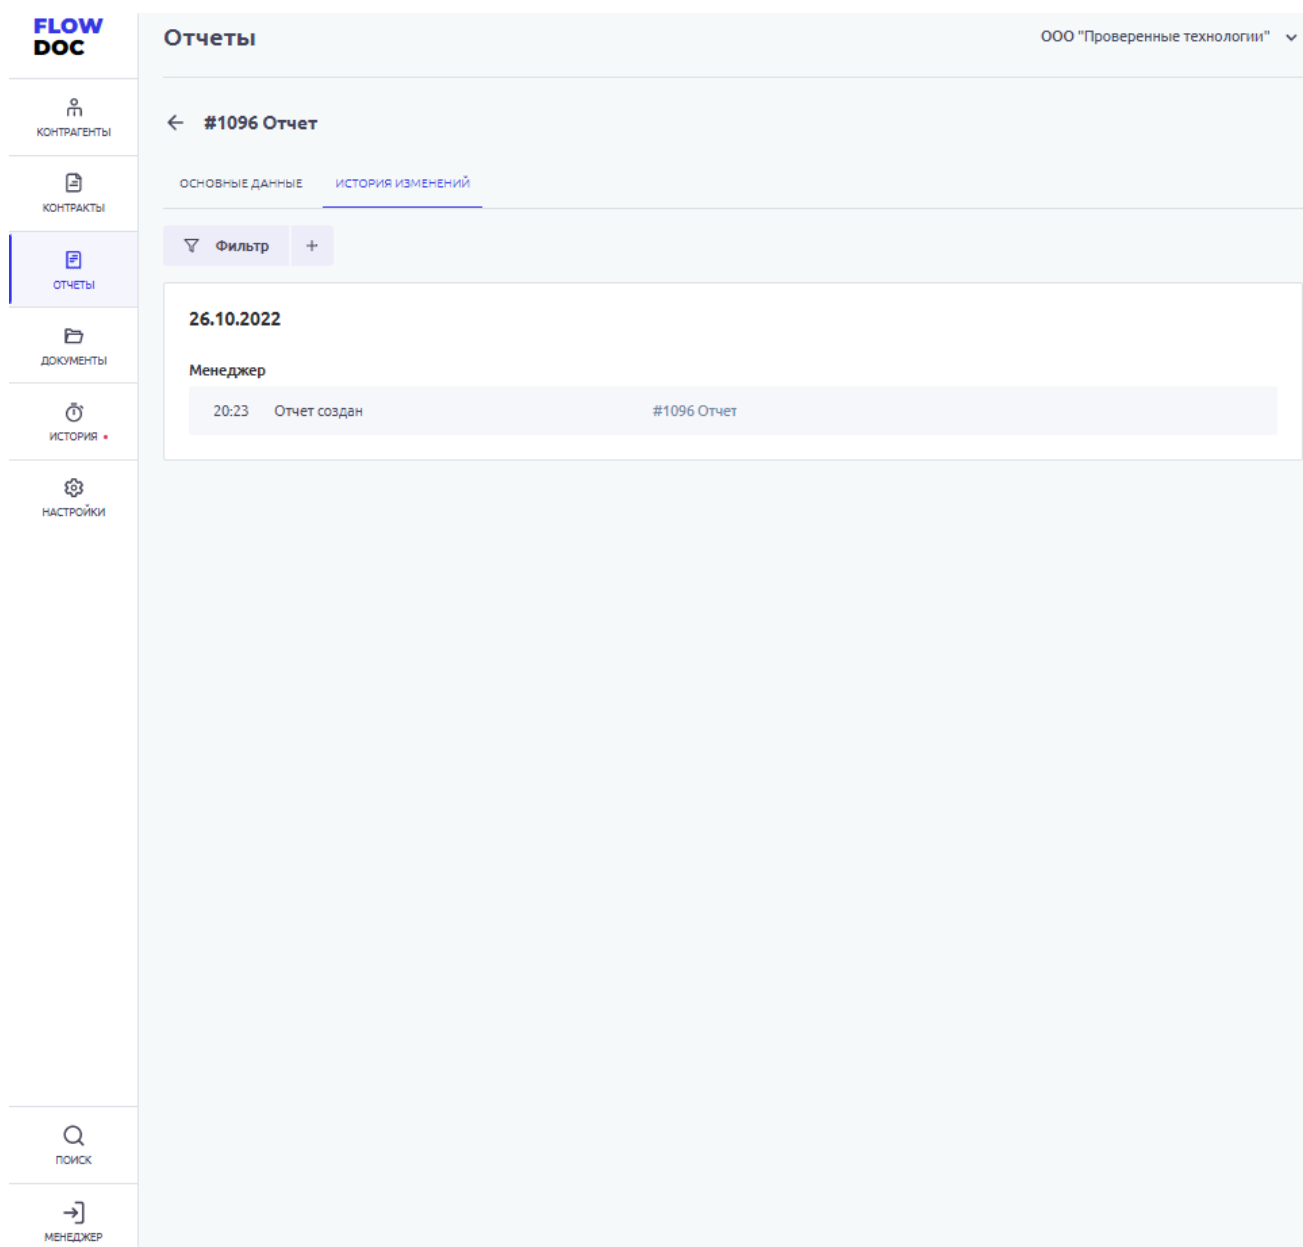 FLOW
DOC
КОНТРАГЕНТЫ
КОНТРАКТЫ
ОТЧЕТЫ
ДОКУМЕНТЫ
ИСТОРИЯ
НАСТРОЙКИ
ПОИСК
МЕНЕДЖЕР
Отчеты
ООО "Проверенные технологии"
#1096 Отчет
ОСНОВНЫЕ ДАННЫЕ ИСТОРИЯ ИЗМЕНЕНИЙ
Фильтр +
26.10.2022
Менеджер
20:23 Отчет создан #1096 Отчет